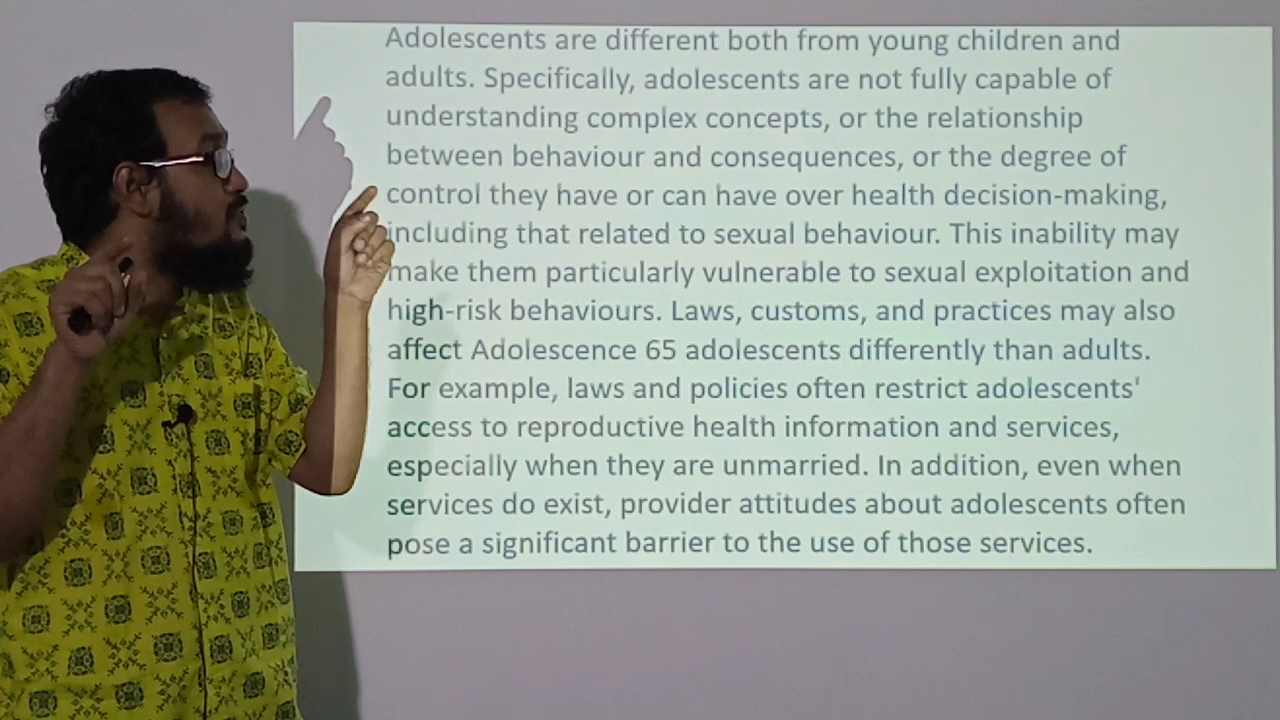 Adolescents are different both from young children and
adults. Specifically, adolescents are not fully capable of
understanding complex concepts, or the relationship
between behaviour and consequences, or the degree of
control they have or can have over health decision-making,
including that related to sexual behaviour. This inability may
make them particularly vulnerable to sexual exploitation and
high-risk behaviours. Laws, customs, and practices may also
affect Adolescence 65 adolescents differently than adults.
For example, laws and policies often restrict adolescents'
access to reproductive health information and services,
especially when they are unmarried. In addition, even when
services do exist, provider attitudes about adolescents often
pose a significant barrier to the use of those services.